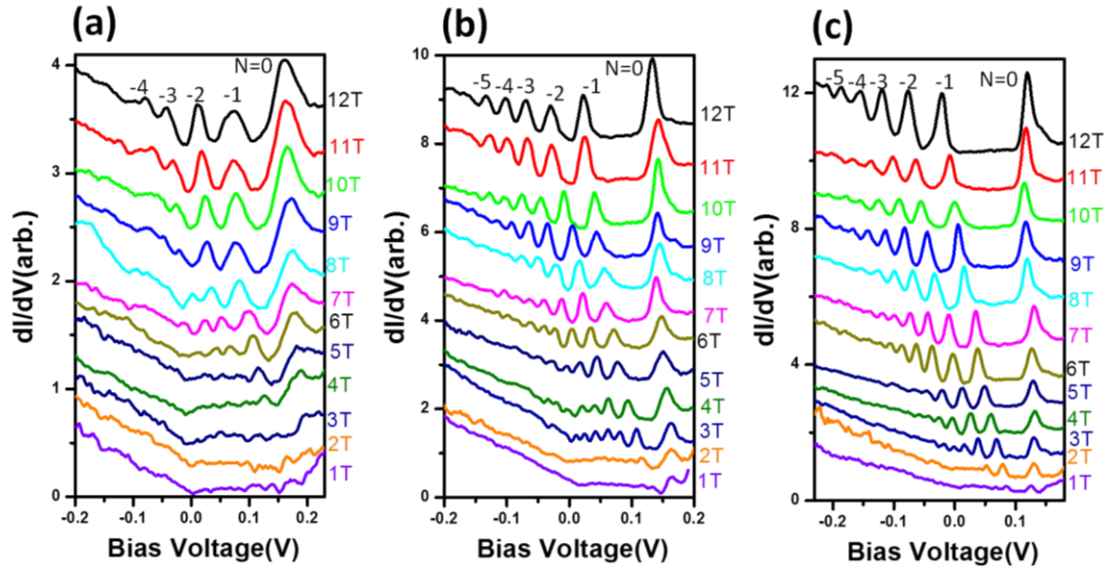 (a)
(b)
(c)
N=0
-4
-3
-2
-1
12T
11T
10T
9T
8T
7T
6T
5T
4T
3T
2T
1T
4
3
2
1
0
dI/dV(arb.)
-0.2
0.0
0.2
Bias Voltage(V)
N=0
-5
-4
-3
-2
-1
12T
11T
10T
9T
8T
7T
6T
5T
4T
3T
2T
1T
10
8
6
4
2
0
dI/dV(arb.)
-0.2
-0.1
0.0
0.1
0.2
Bias Voltage(V)
N=0
-5
-4
-3
-2
-1
12T
11T
10T
9T
8T
7T
6T
5T
4T
3T
2T
1T
12
8
4
0
dI/dV(arb.)
-0.2
-0.1
0.0
0.1
Bias Voltage(V)